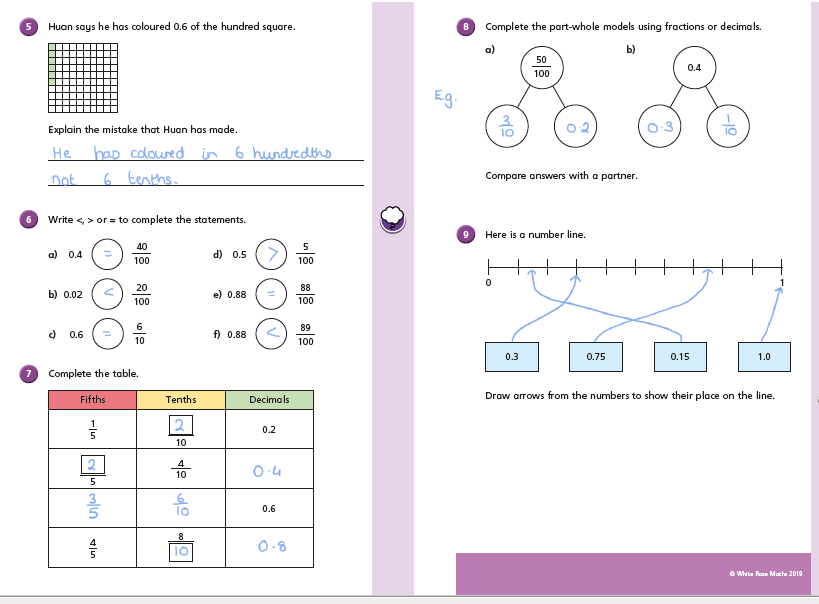 5 Huan says he has coloured 0.6 of the hundred square.
Explain the mistake that Huan has made.
He has coloured in 6 hundredths
not 6 tenths.
6 Write <, > or = to complete the statements.
a) 0.4 = 40/100
d) 0.5 > 5/100
b) 0.02 < 20/100
e) 0.88 = 88/100
c) 0.6 = 6/10
f) 0.88 < 89/100
7 Complete the table.
Fifths Tenths Decimals
1/5 2/10 0.2
2/5 4/10 0.4
3/5 6/10 0.6
4/5 8/10 0.8
8 Complete the part-whole models using fractions or decimals.
a) b)
50/100 0.4
Eg.
3/10 0.2 0.3 1/10
Compare answers with a partner.
9 Here is a number line.
0 1
0.3 0.75 0.15 1.0
Draw arrows from the numbers to show their place on the line.
© White Rose Maths 2019